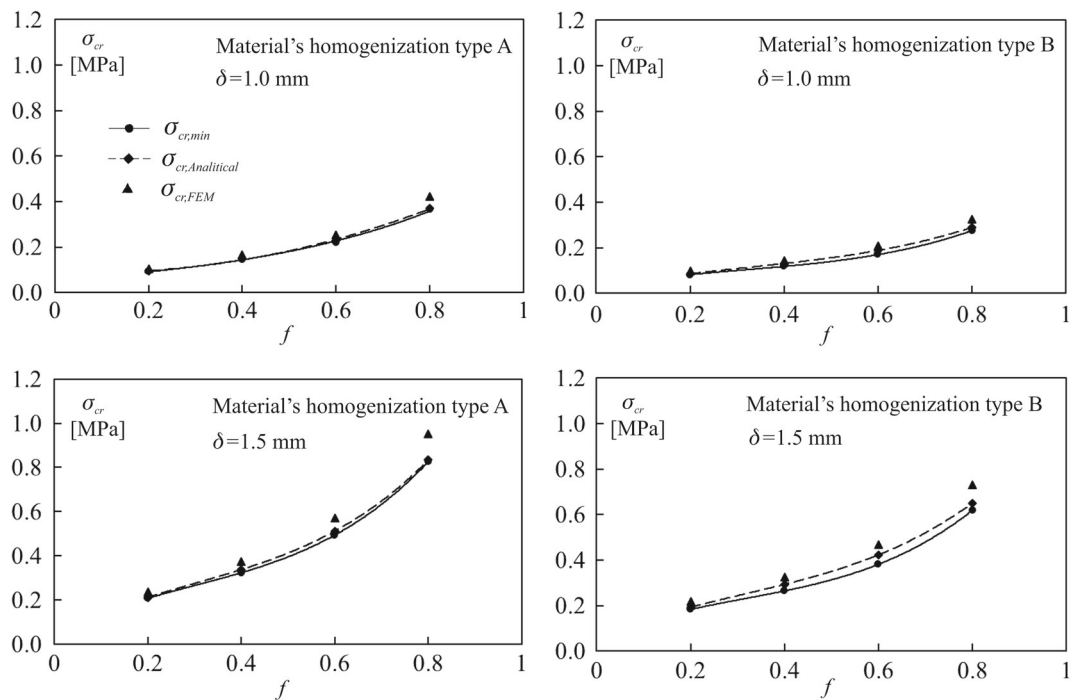 1.2
σcr
[MPa]
Material's homogenization type A
δ=1.0 mm
1.0
0.8
σcr,min
σcr,Analitical
σcr,FEM
0.6
0.4
0.2
0.0
0
0.2
0.4
0.6
0.8
1
f
1.2
σcr
[MPa]
Material's homogenization type B
δ=1.0 mm
1.0
0.8
0.6
0.4
0.2
0.0
0
0.2
0.4
0.6
0.8
1
f
1.2
σcr
[MPa]
Material's homogenization type A
δ=1.5 mm
1.0
0.8
0.6
0.4
0.2
0.0
0
0.2
0.4
0.6
0.8
1
f
1.2
σcr
[MPa]
Material's homogenization type B
δ=1.5 mm
1.0
0.8
0.6
0.4
0.2
0.0
0
0.2
0.4
0.6
0.8
1
f